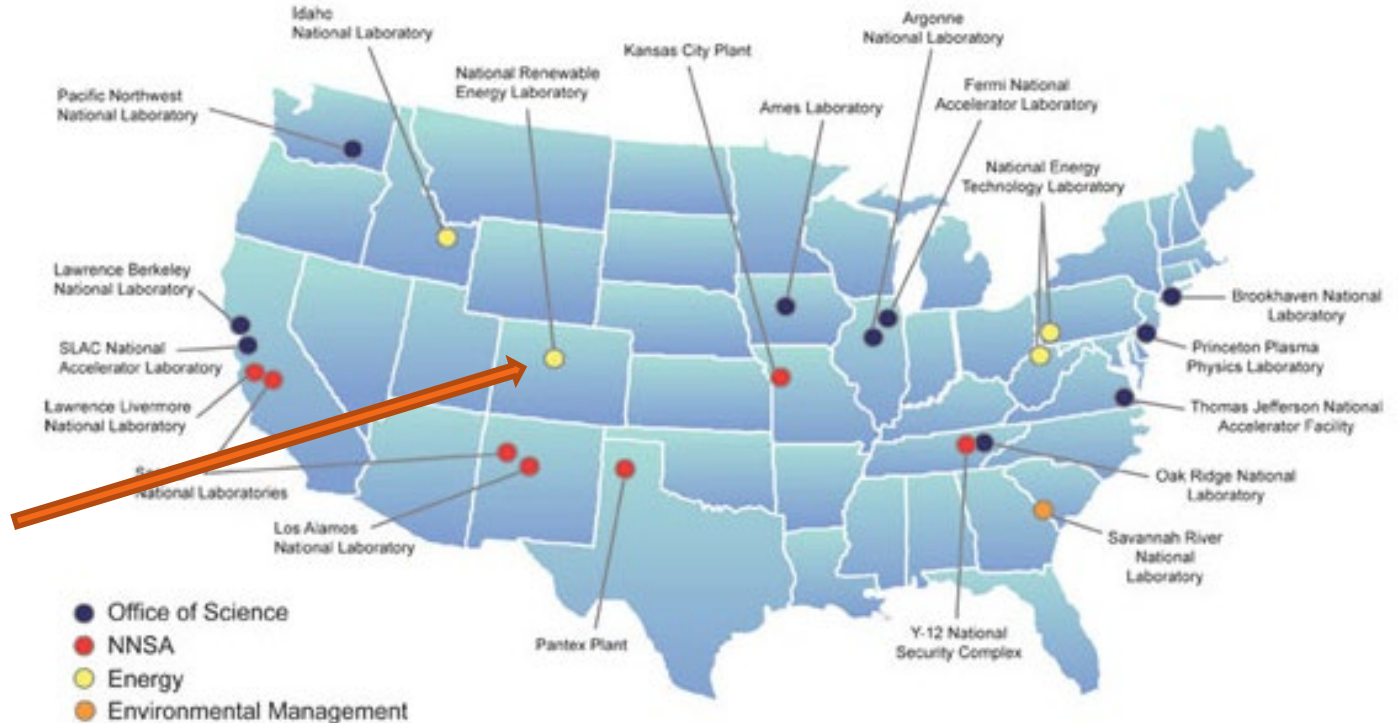 Idaho
National Laboratory
Argonne
National Laboratory
Kansas City Plant
National Renewable
Energy Laboratory
Fermi National
Accelerator Laboratory
Pacific Northwest
National Laboratory
Ames Laboratory
National Energy
Technology Laboratory
Lawrence Berkeley
National Laboratory
Brookhaven National
Laboratory
SLAC National
Accelerator Laboratory
Princeton Plasma
Physics Laboratory
Lawrence Livermore
National Laboratory
Thomas Jefferson National
Accelerator Facility
National Laboratories
Oak Ridge National
Laboratory
Los Alamos
National Laboratory
Savannah River
National
Laboratory
Office of Science
NNSA
Energy
Environmental Management
Pantex Plant
Y-12 National
Security Complex